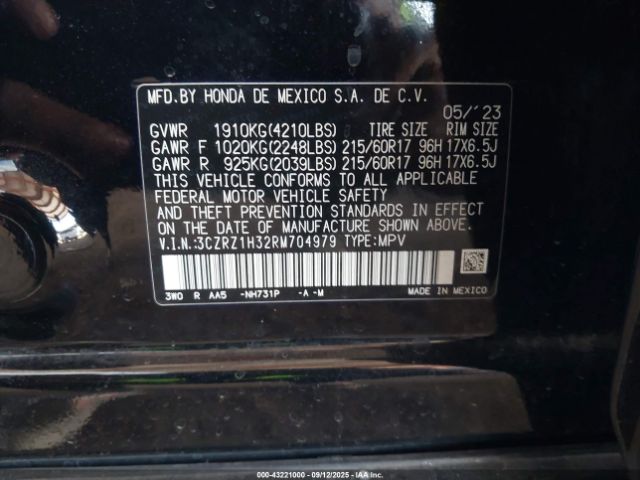 MFD.BY HONDA DE MEXICO S.A. DE C.V.
05/'23
GVWR 1910KG(4210LBS) TIRE SIZE RIM SIZE
GAWR F 1020KG(2248LBS) 215/60R17 96H 17X6.5J
GAWR R 925KG(2039LBS) 215/60R17 96H 17X6.5J
THIS VEHICLE CONFORMS TO ALL APPLICABLE
FEDERAL MOTOR VEHICLE SAFETY
AND THEFT PREVENTION STANDARDS IN EFFECT
ON THE DATE OF MANUFACTURE SHOWN ABOVE.
V.I.N.:3CZRZ1H32RM704979 TYPE:MPV
3W0 R AA5 -NH731P -A -M MADE IN MEXICO
000-43221000 - 09/12/2025 - IAA